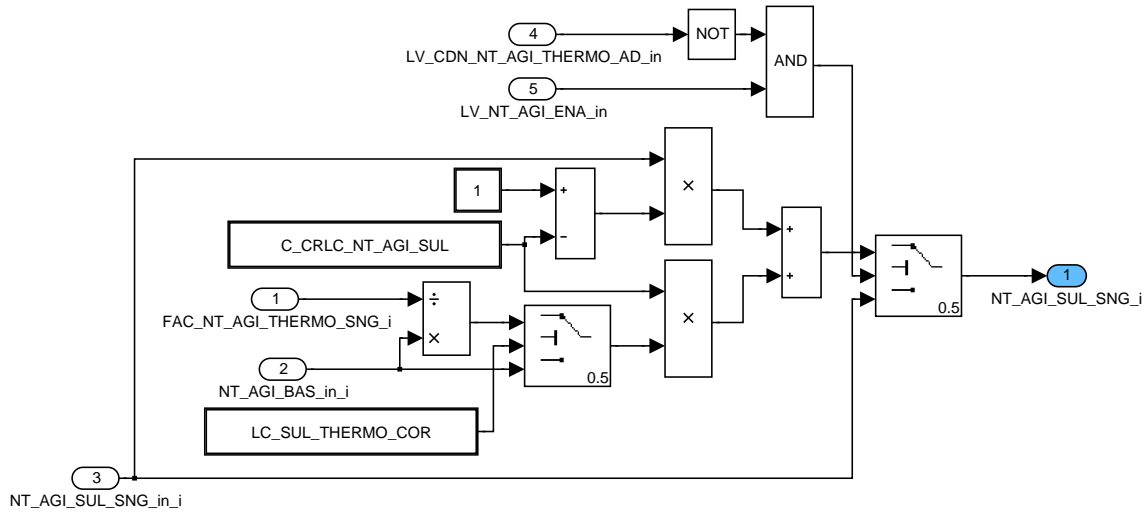 4
LV_CDN_NT_AGI_THERMO_AD_in
NOT
AND
5
LV_NT_AGI_ENA_in
×
1
+
−
C_CRLC_NT_AGI_SUL
+
+
1
FAC_NT_AGI_THERMO_SNG_i
÷
×
0.5
×
0.5
1
NT_AGI_SUL_SNG_i
2
NT_AGI_BAS_in_i
LC_SUL_THERMO_COR
3
NT_AGI_SUL_SNG_in_i